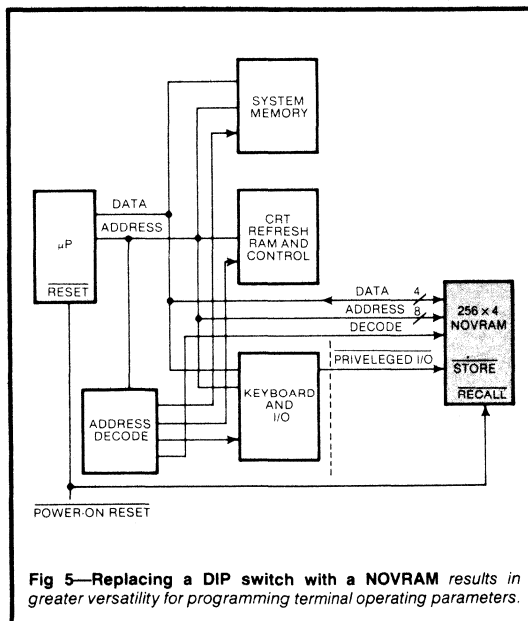 SYSTEM
MEMORY
DATA
ADDRESS
μP
RESET
CRT
REFRESH
RAM AND
CONTROL
DATA 4
ADDRESS 8
DECODE
256 × 4
NOVRAM
PRIVELEGED I/O
STORE
RECALL
KEYBOARD
AND
I/O
ADDRESS
DECODE
POWER-ON RESET
Fig 5—Replacing a DIP switch with a NOVRAM results in
greater versatility for programming terminal operating parameters.